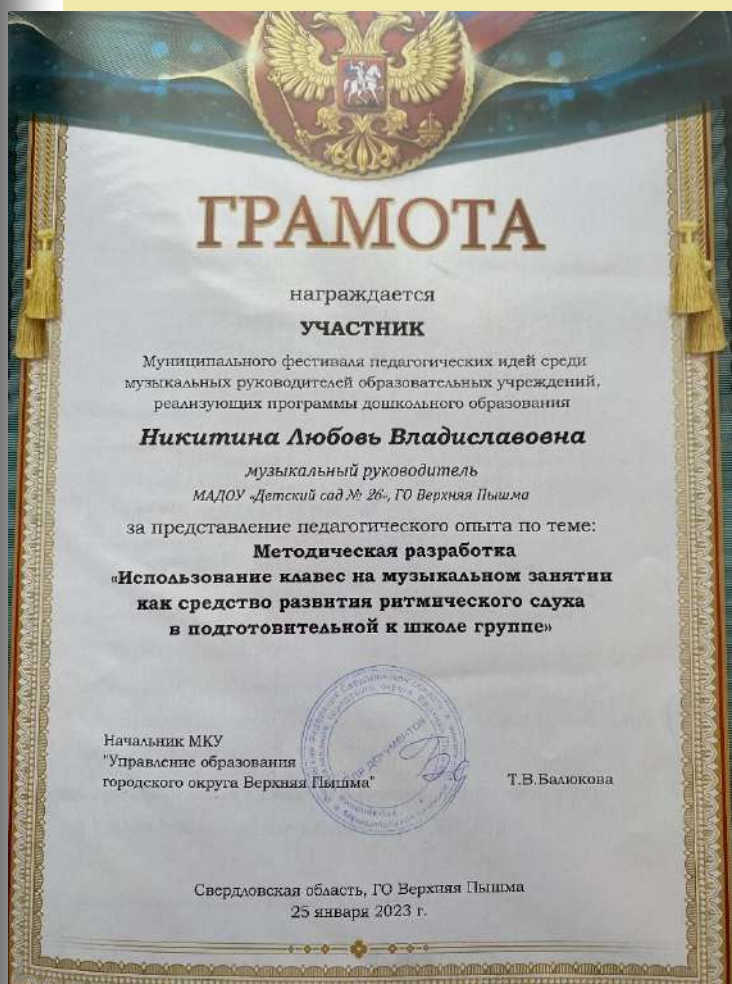 ГРАМОТА
награждается
УЧАСТНИК
Муниципального фестиваля педагогических идей среди
музыкальных руководителей образовательных учреждений,
реализующих программы дошкольного образования
Никитина Любовь Владиславовна
музыкальный руководитель
МАДОУ «Детский сад № 26», ГО Верхняя Пышма
за представление педагогического опыта по теме:
Методическая разработка
«Использование клавес на музыкальном занятии
как средство развития ритмического слуха
в подготовительной к школе группе»
Начальник МКУ
"Управление образования
городского округа Верхняя Пышма"
Т.В.Балюкова
для документов
Свердловская область, ГО Верхняя Пышма
25 января 2023 г.